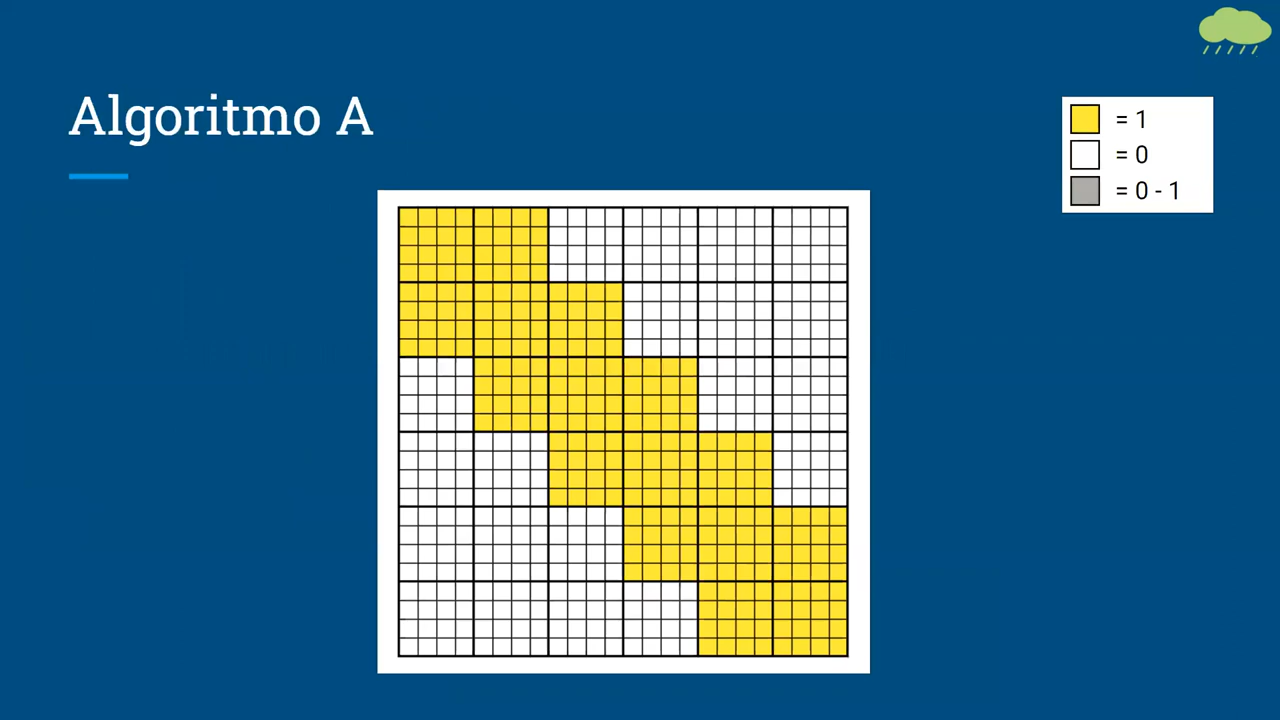 Algoritmo A
= 1
= 0
= 0 - 1